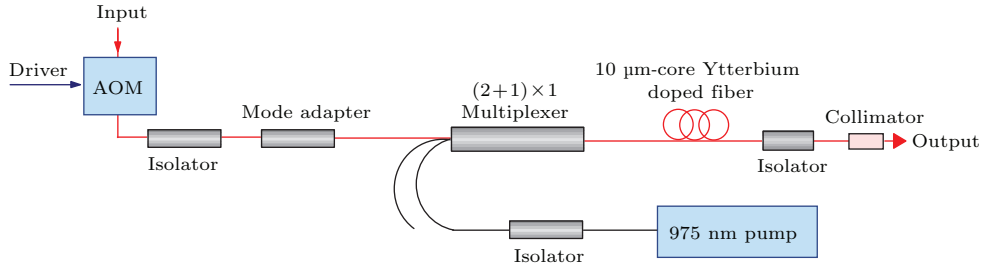 Input
Driver
AOM
Isolator
Mode adapter
(2+1)×1
Multiplexer
10 µm-core Ytterbium
doped fiber
Isolator
Collimator
Output
Isolator
975 nm pump